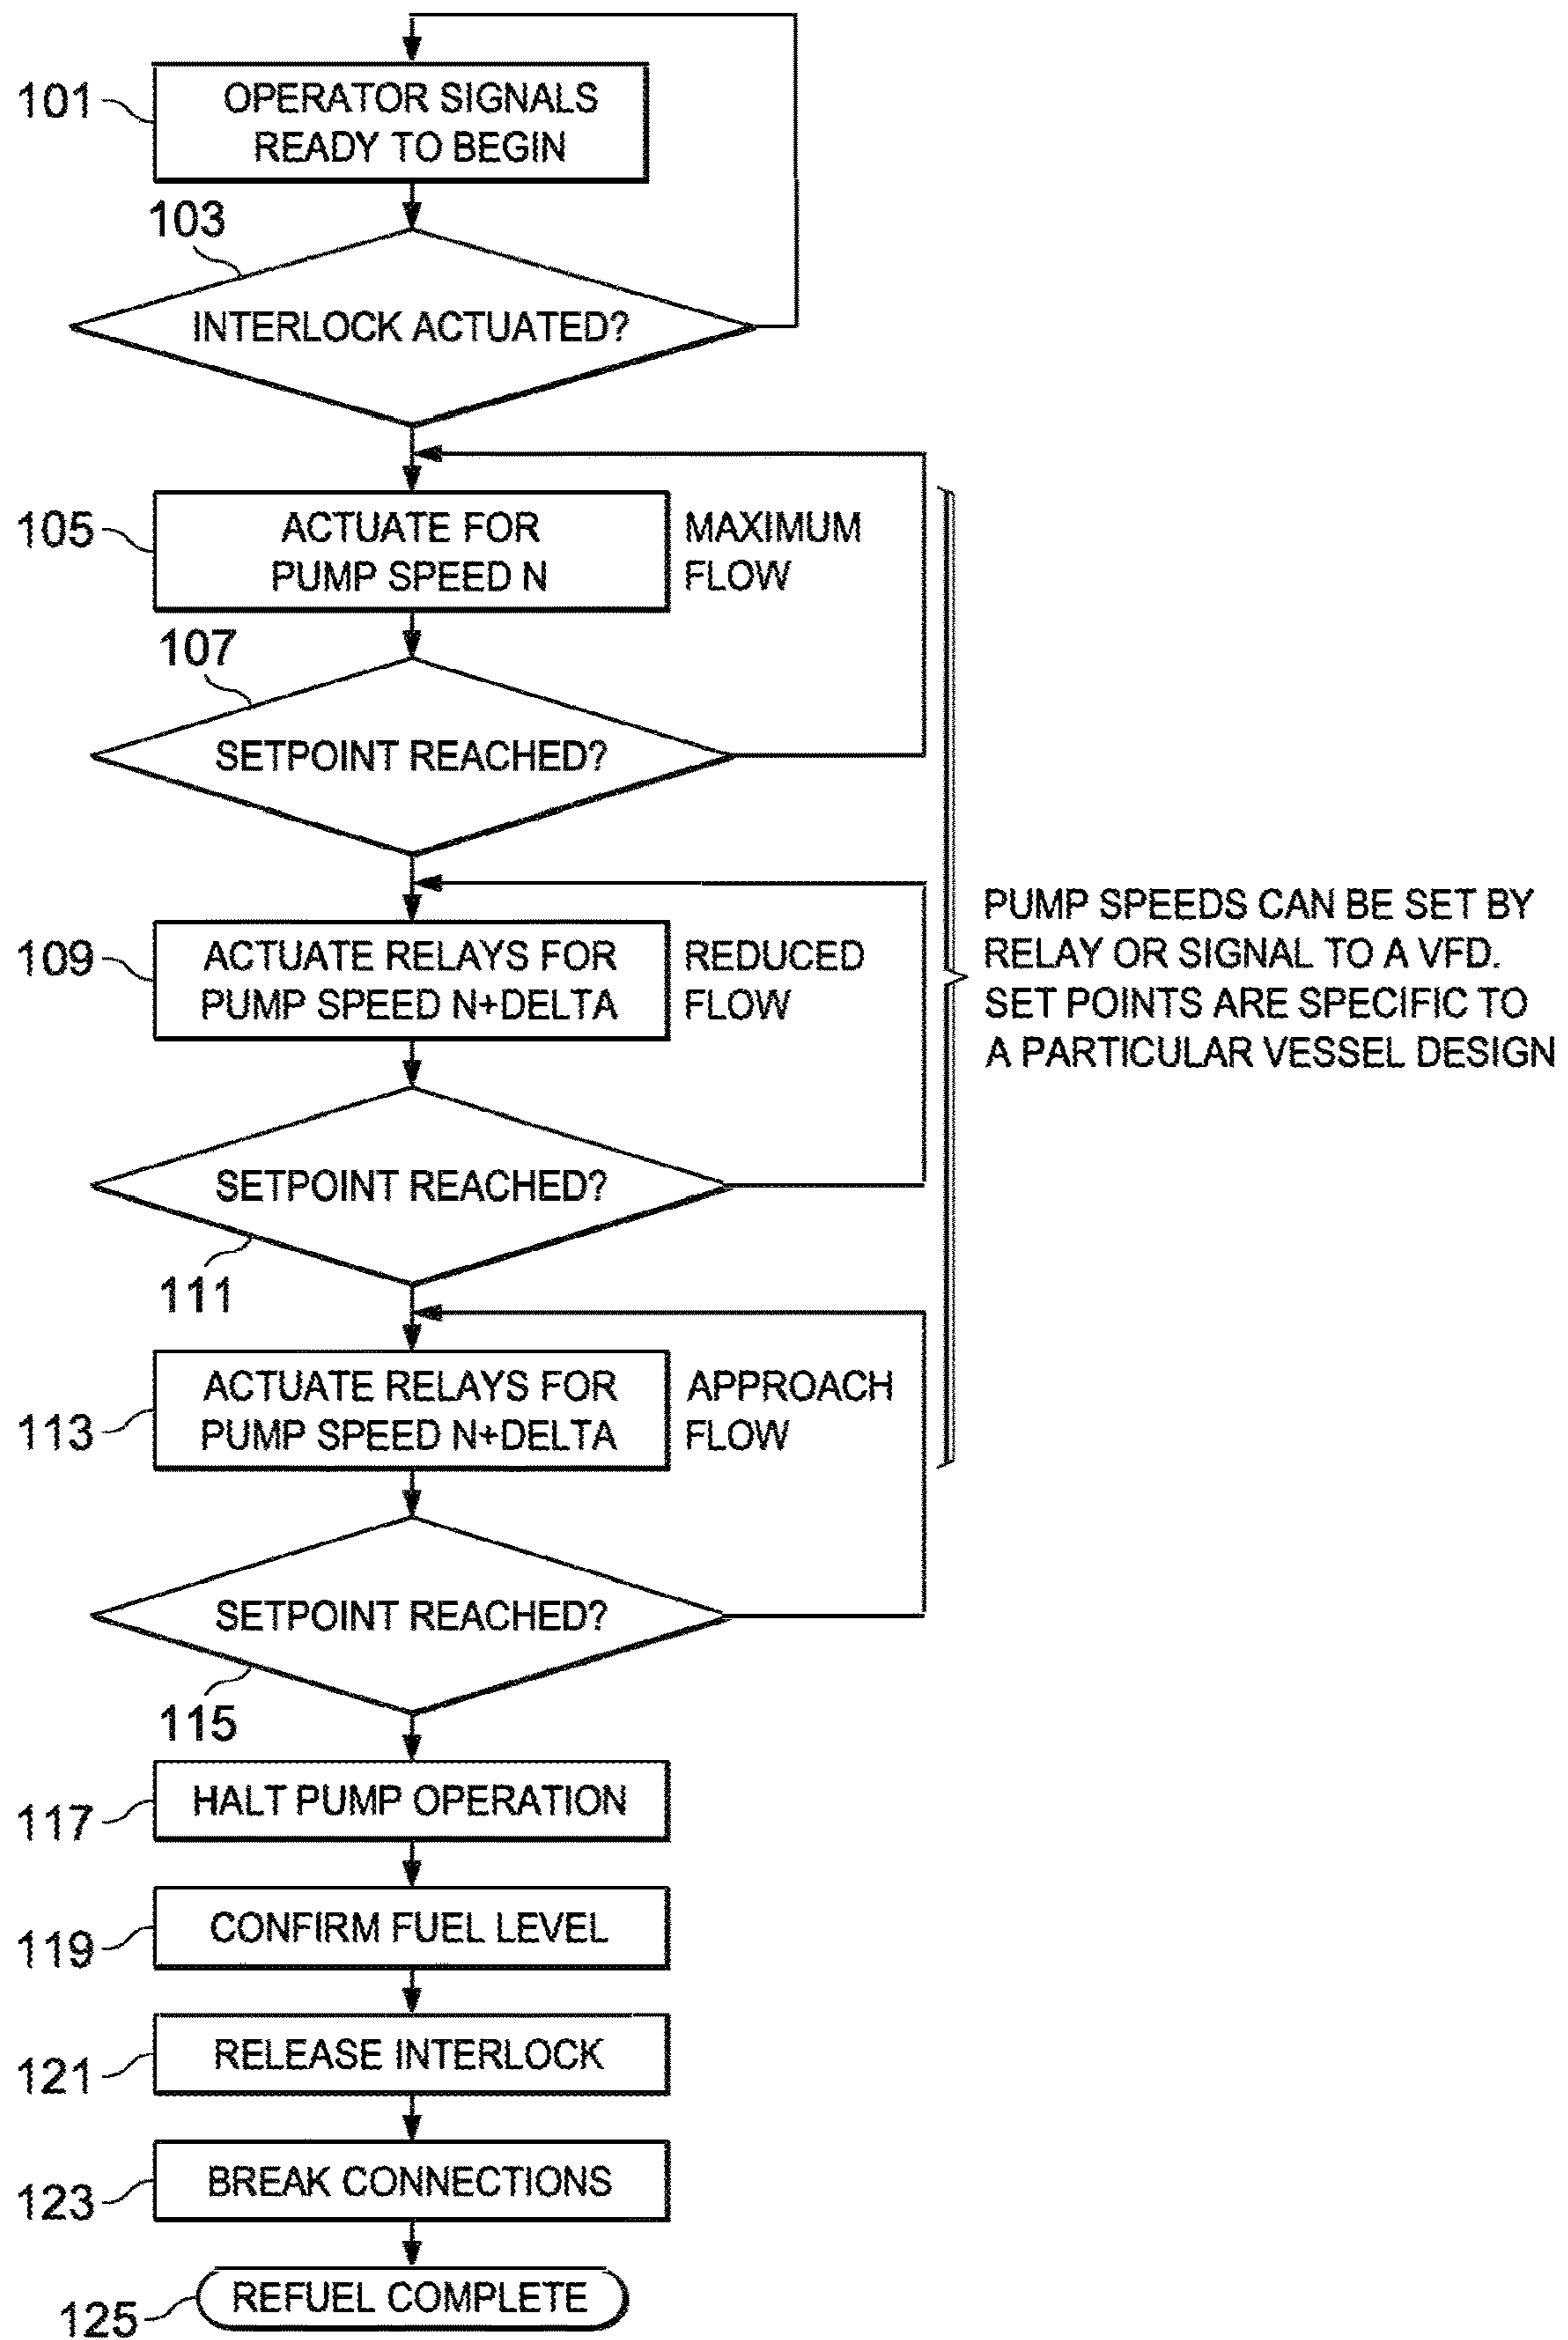 101
OPERATOR SIGNALS
READY TO BEGIN
103
INTERLOCK ACTUATED?
105
ACTUATE FOR
PUMP SPEED N
MAXIMUM
FLOW
107
SETPOINT REACHED?
109
ACTUATE RELAYS FOR
PUMP SPEED N+DELTA
REDUCED
FLOW
PUMP SPEEDS CAN BE SET BY
RELAY OR SIGNAL TO A VFD.
SET POINTS ARE SPECIFIC TO
A PARTICULAR VESSEL DESIGN
SETPOINT REACHED?
111
113
ACTUATE RELAYS FOR
PUMP SPEED N+DELTA
APPROACH
FLOW
SETPOINT REACHED?
115
117
HALT PUMP OPERATION
119
CONFIRM FUEL LEVEL
121
RELEASE INTERLOCK
123
BREAK CONNECTIONS
125
REFUEL COMPLETE